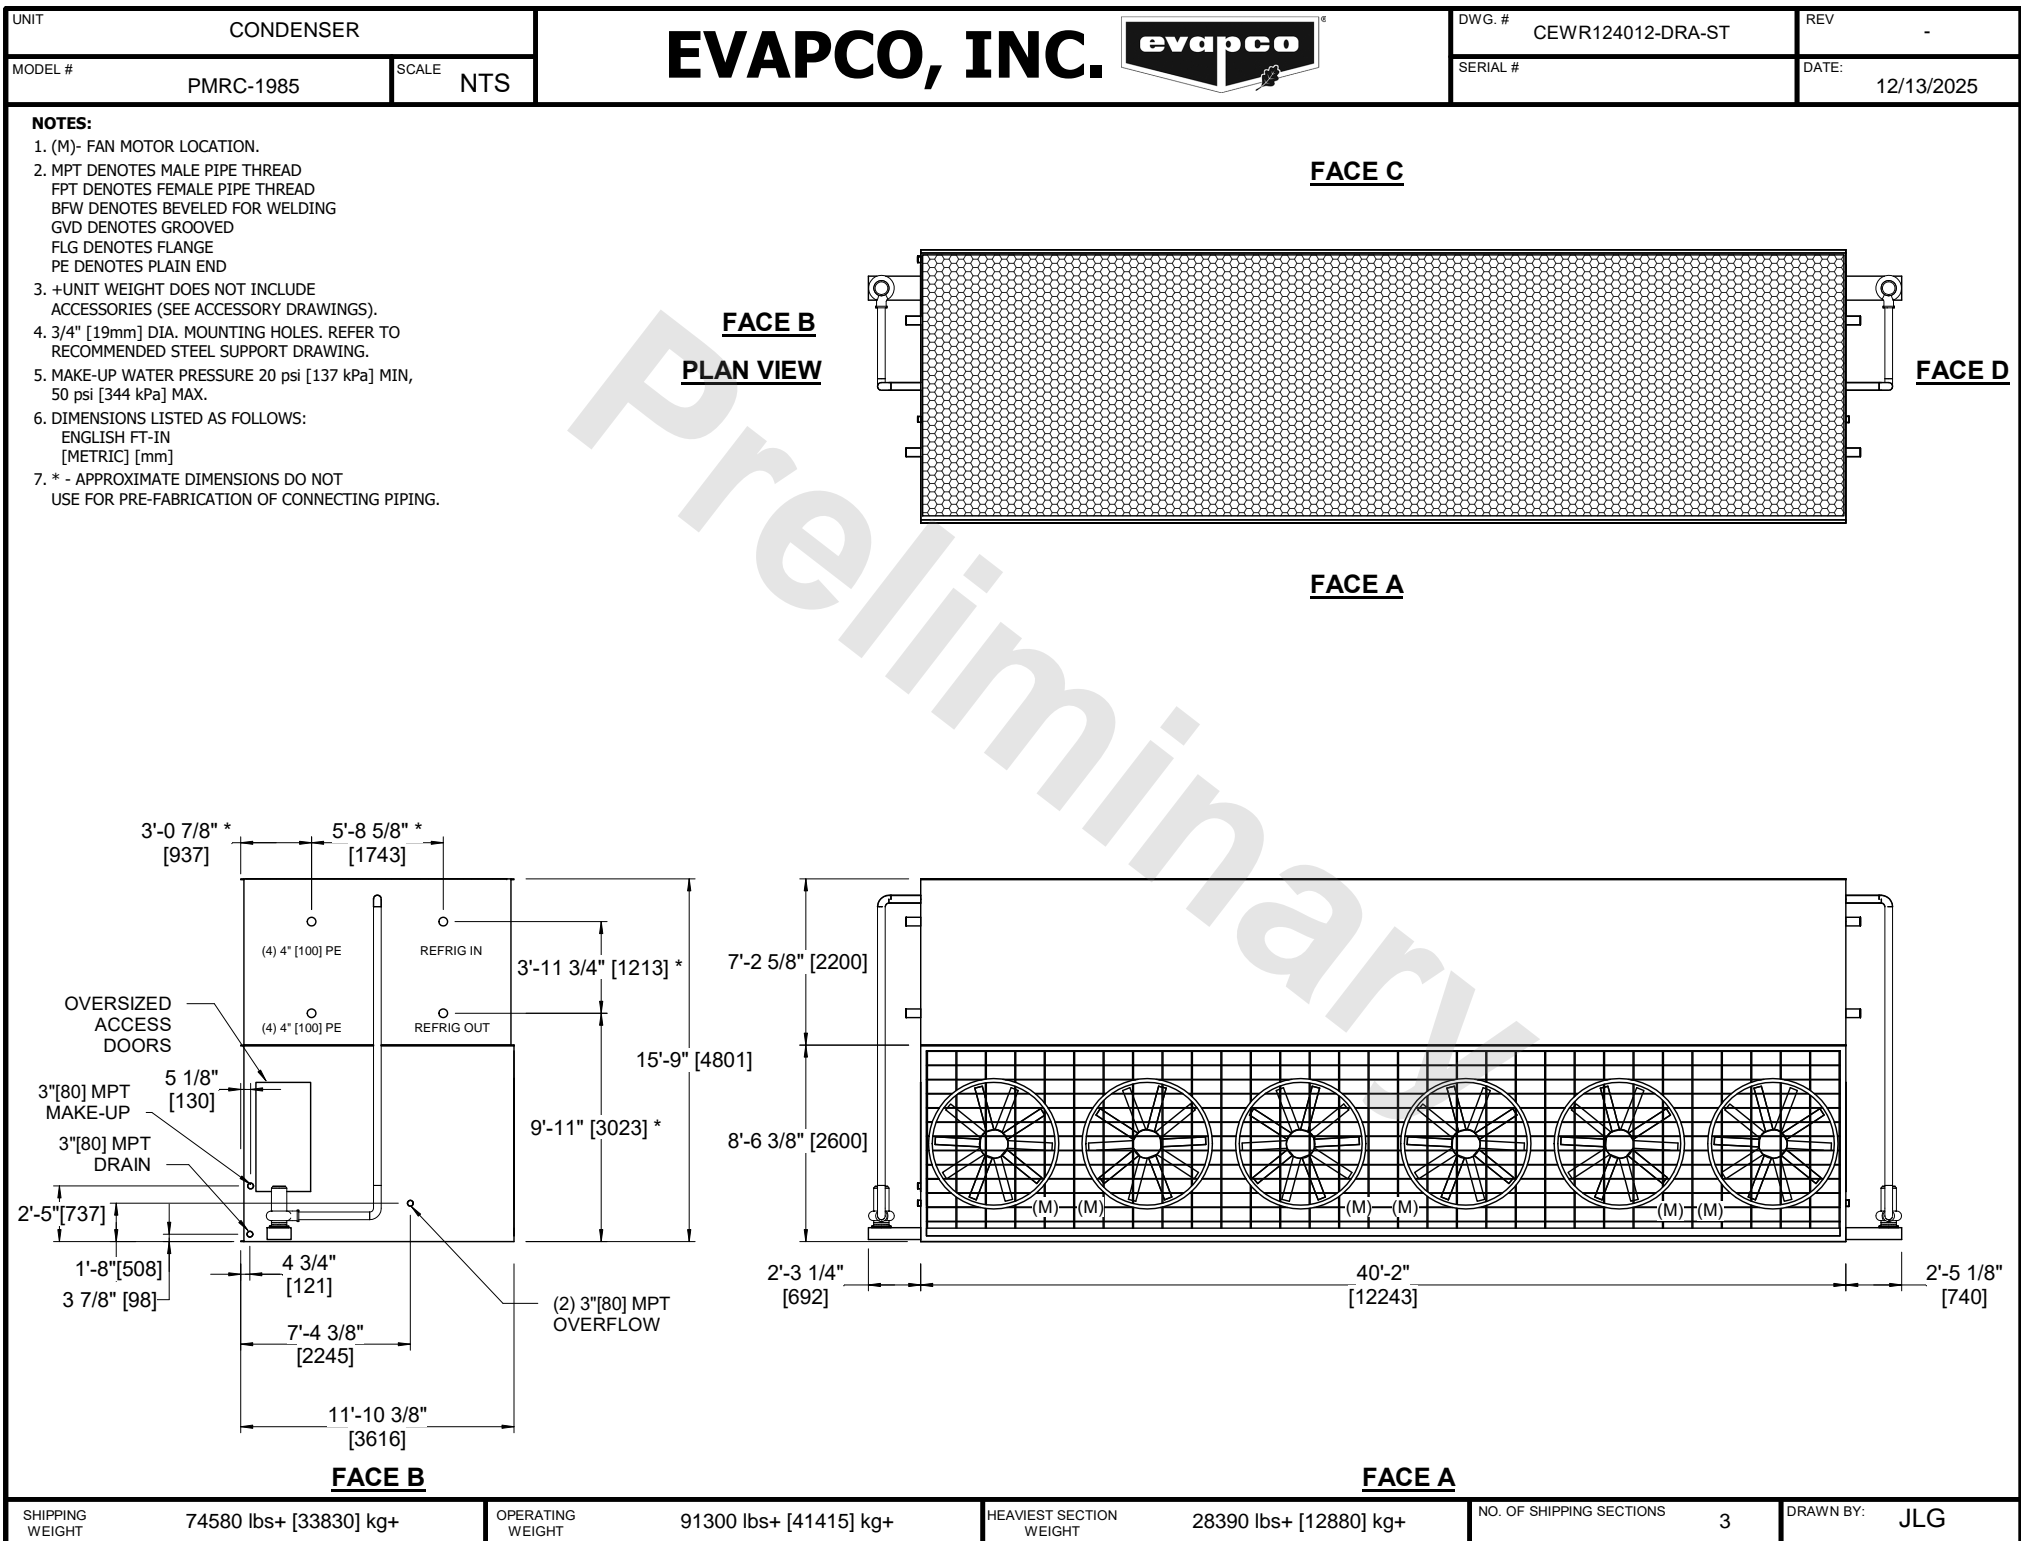 UNIT
CONDENSER
MODEL #
PMRC-1985
SCALE
NTS
EVAPCO, INC.
evapco
®
DWG. #
CEWR124012-DRA-ST
REV
-
SERIAL #
DATE:
12/13/2025
NOTES:
1. (M)- FAN MOTOR LOCATION.
2. MPT DENOTES MALE PIPE THREAD
FPT DENOTES FEMALE PIPE THREAD
BFW DENOTES BEVELED FOR WELDING
GVD DENOTES GROOVED
FLG DENOTES FLANGE
PE DENOTES PLAIN END
3. +UNIT WEIGHT DOES NOT INCLUDE
ACCESSORIES (SEE ACCESSORY DRAWINGS).
4. 3/4" [19mm] DIA. MOUNTING HOLES. REFER TO
RECOMMENDED STEEL SUPPORT DRAWING.
5. MAKE-UP WATER PRESSURE 20 psi [137 kPa] MIN,
50 psi [344 kPa] MAX.
6. DIMENSIONS LISTED AS FOLLOWS:
ENGLISH FT-IN
[METRIC] [mm]
7. * - APPROXIMATE DIMENSIONS DO NOT
USE FOR PRE-FABRICATION OF CONNECTING PIPING.
FACE C
FACE B
PLAN VIEW
FACE D
FACE A
Preliminary
3'-0 7/8" *
[937]
5'-8 5/8" *
[1743]
(4) 4" [100] PE
REFRIG IN
3'-11 3/4" [1213] *
(4) 4" [100] PE
REFRIG OUT
OVERSIZED
ACCESS
DOORS
15'-9" [4801]
5 1/8"
[130]
3"[80] MPT
MAKE-UP
3"[80] MPT
DRAIN
9'-11" [3023] *
2'-5"[737]
1'-8"[508]
3 7/8" [98]
4 3/4"
[121]
(2) 3"[80] MPT
OVERFLOW
7'-4 3/8"
[2245]
11'-10 3/8"
[3616]
FACE B
7'-2 5/8" [2200]
8'-6 3/8" [2600]
(M) (M) (M) (M) (M) (M)
2'-3 1/4"
[692]
40'-2"
[12243]
2'-5 1/8"
[740]
FACE A
SHIPPING
WEIGHT
74580 lbs+ [33830] kg+
OPERATING
WEIGHT
91300 lbs+ [41415] kg+
HEAVIEST SECTION
WEIGHT
28390 lbs+ [12880] kg+
NO. OF SHIPPING SECTIONS
3
DRAWN BY:
JLG